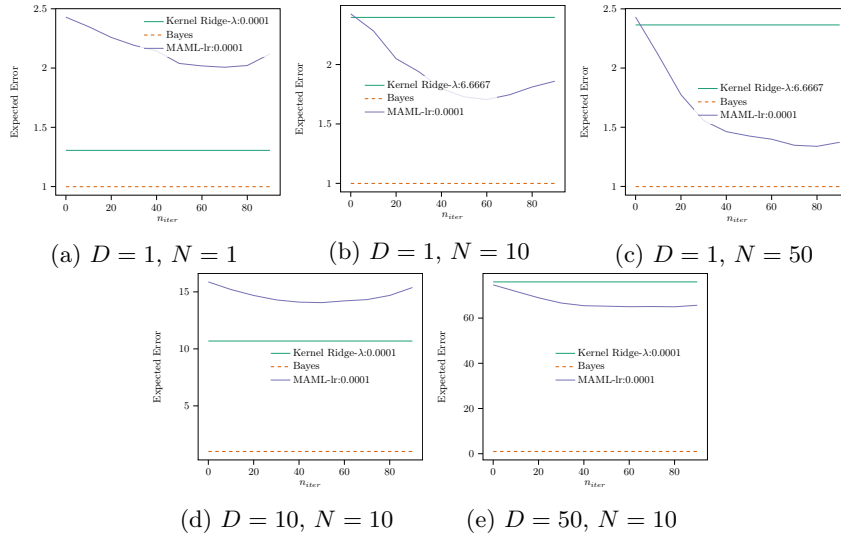 2.5
2
1.5
1
Expected Error
0 20 40 60 80
n_iter
Kernel Ridge-λ:0.0001
Bayes
MAML-lr:0.0001
(a) D = 1, N = 1
2
1.5
1
Expected Error
0 20 40 60 80
n_iter
Kernel Ridge-λ:6.6667
Bayes
MAML-lr:0.0001
(b) D = 1, N = 10
2.5
2
1.5
1
Expected Error
0 20 40 60 80
n_iter
Kernel Ridge-λ:6.6667
Bayes
MAML-lr:0.0001
(c) D = 1, N = 50
15
10
5
Expected Error
0 20 40 60 80
n_iter
Kernel Ridge-λ:0.0001
Bayes
MAML-lr:0.0001
(d) D = 10, N = 10
60
40
20
0
Expected Error
0 20 40 60 80
n_iter
Kernel Ridge-λ:0.0001
Bayes
MAML-lr:0.0001
(e) D = 50, N = 10